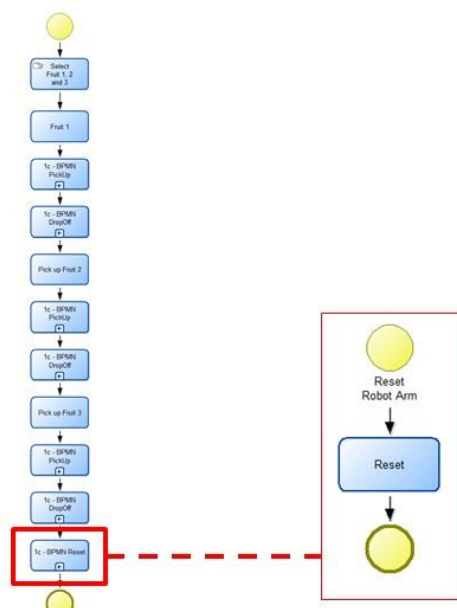 Select
Fruit 1, 2
and 3
Fruit 1
1c - BPMN
PickUp
1c - BPMN
DropOff
Pick up Fruit 2
1c - BPMN
PickUp
1c - BPMN
DropOff
Pick up Fruit 3
1c - BPMN
PickUp
1c - BPMN
DropOff
1c - BPMN Reset
Reset
Robot Arm
Reset